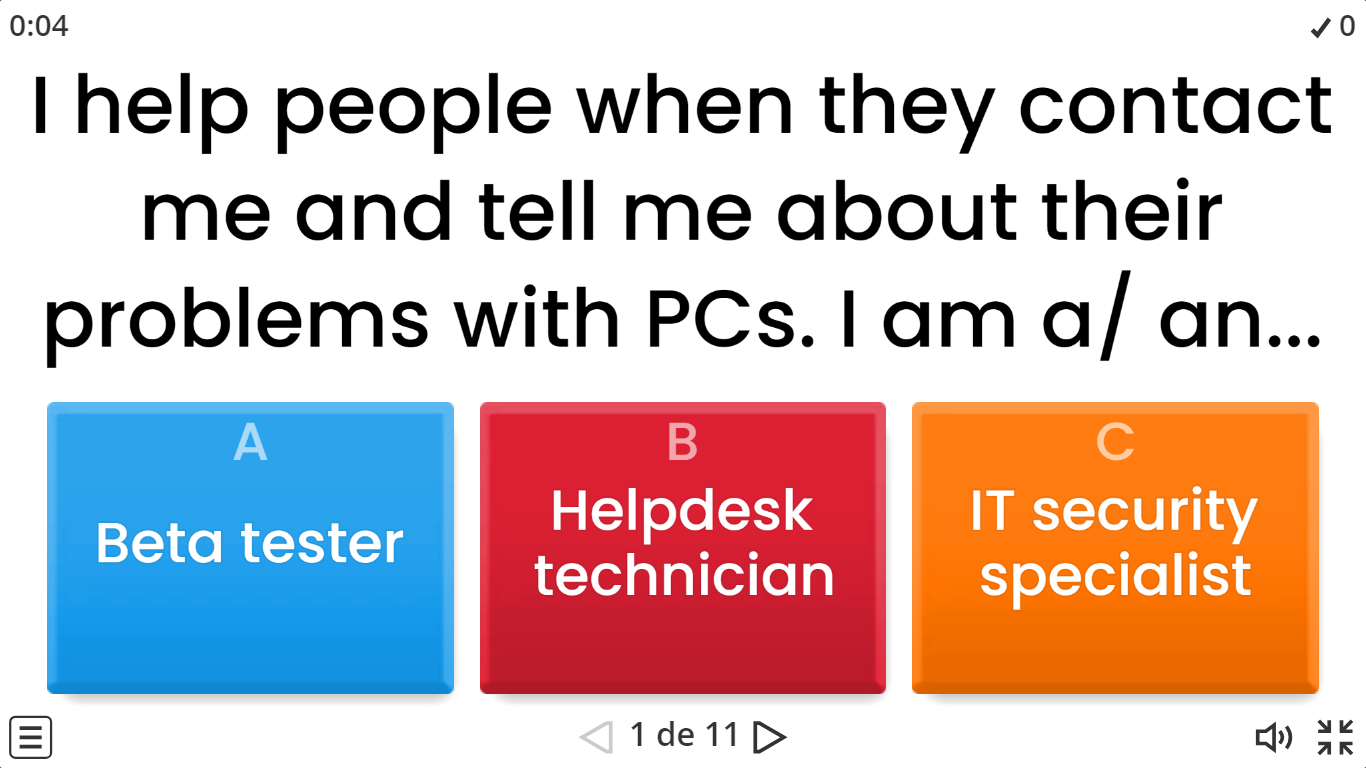 0:04
✓ 0
I help people when they contact
me and tell me about their
problems with PCs. I am a/ an...
A
Beta tester
B
Helpdesk
technician
C
IT security
specialist
1 de 11